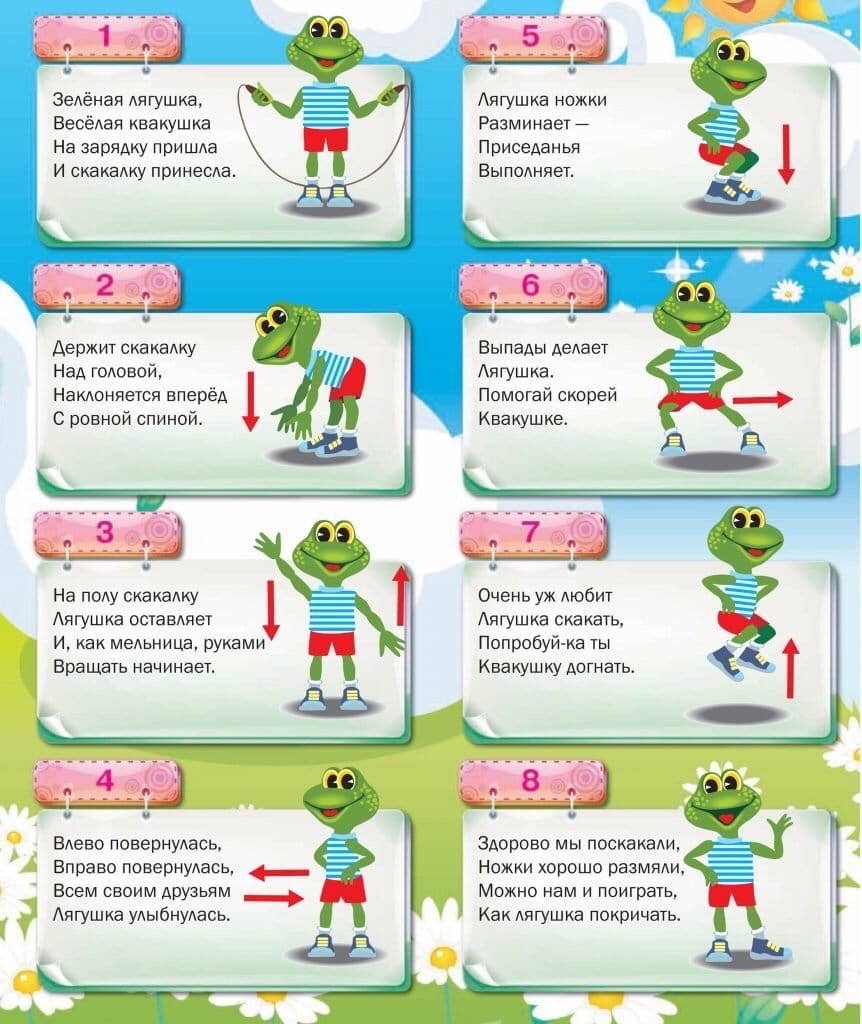 1
Зелёная лягушка,
Весёлая квакушка
На зарядку пришла
И скакалку принесла.
2
Держит скакалку
Над головой,
Наклоняется вперёд
С ровной спиной.
3
На полу скакалку
Лягушка оставляет
И, как мельница, руками
Вращать начинает.
4
Влево повернулась,
Вправо повернулась,
Всем своим друзьям
Лягушка улыбнулась.
5
Лягушка ножки
Разминает —
Приседанья
Выполняет.
6
Выпады делает
Лягушка.
Помогай скорей
Квакушке.
7
Очень уж любит
Лягушка скакать,
Попробуй-ка ты
Квакушку догнать.
8
Здорово мы поскакали,
Ножки хорошо размяли,
Можно нам и поиграть,
Как лягушка покричать.